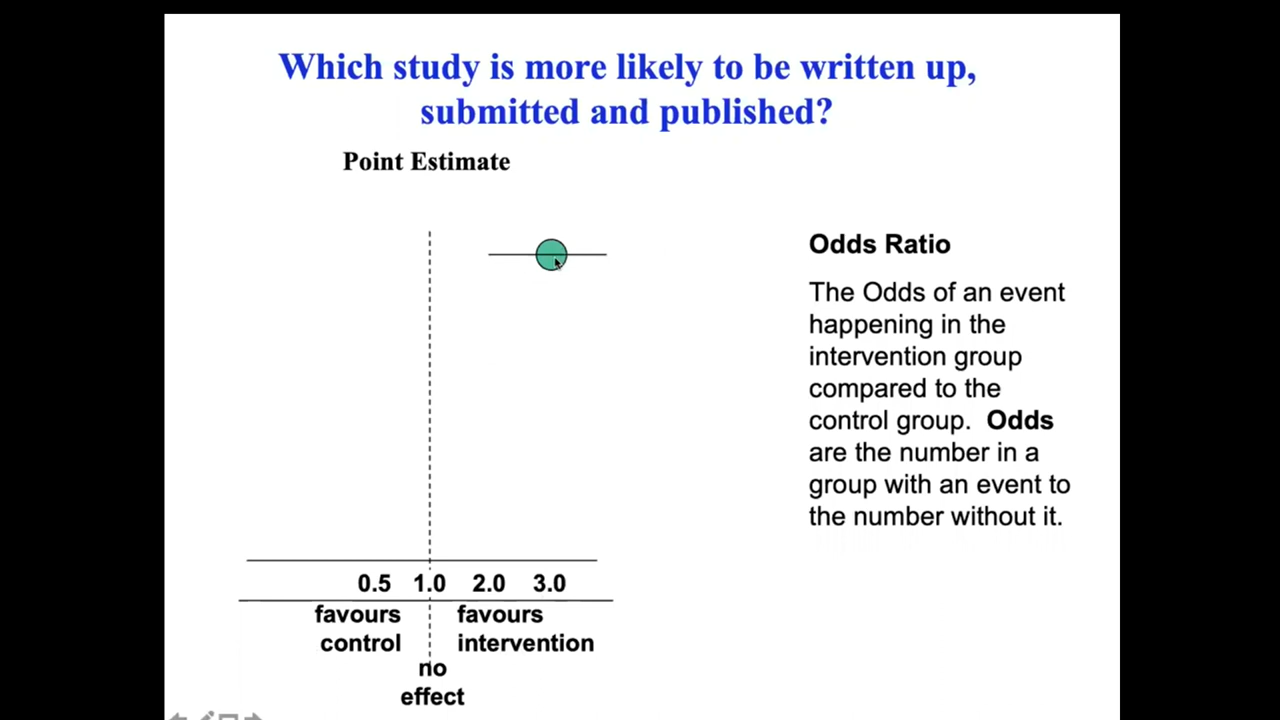 Which study is more likely to be written up,
submitted and published?
Point Estimate
Odds Ratio
The Odds of an event
happening in the
intervention group
compared to the
control group. Odds
are the number in a
group with an event to
the number without it.
0.5 1.0 2.0 3.0
favours favours
control intervention
no
effect